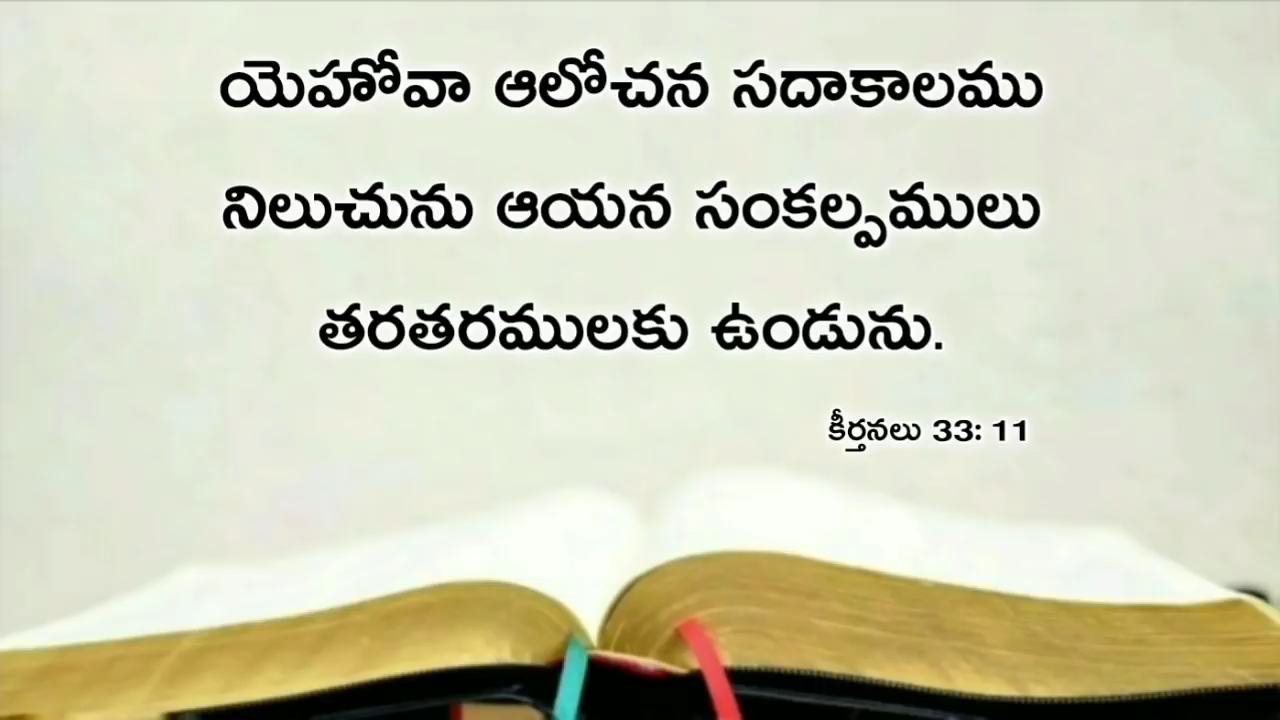 యెహోవా ఆలోచన సదాకాలము
నిలుచును ఆయన సంకల్పములు
తరతరములకు ఉండును.
కీర్తనలు 33: 11